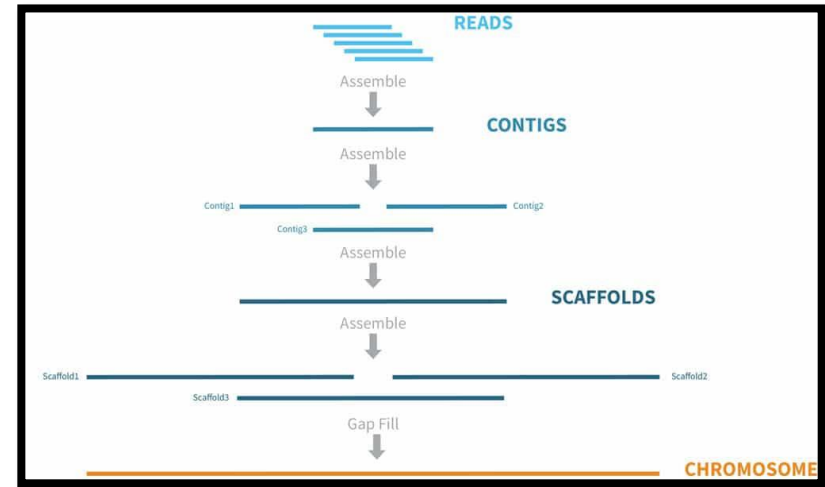 READS
Assemble
CONTIGS
Assemble
Contig1
Contig2
Contig3
Assemble
SCAFFOLDS
Assemble
Scaffold1
Scaffold2
Scaffold3
Gap Fill
CHROMOSOME